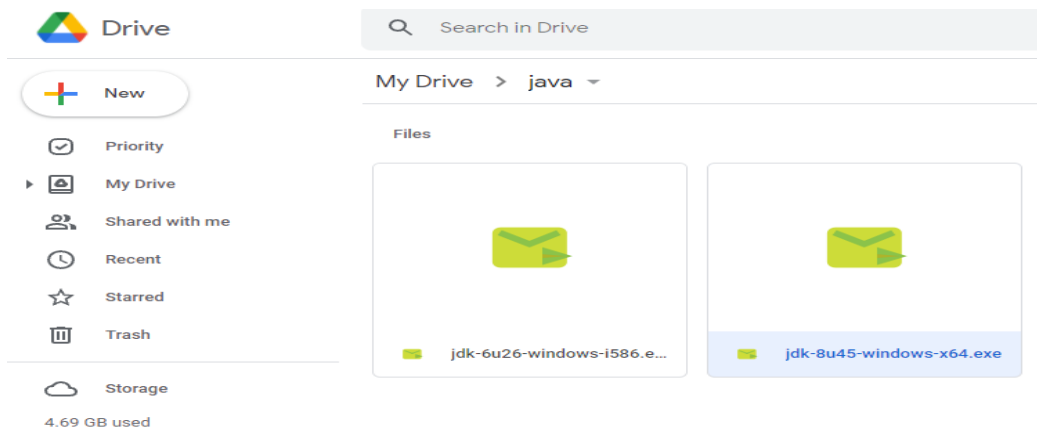 Drive
Search in Drive
New
My Drive > java
Files
Priority
My Drive
Shared with me
Recent
Starred
Trash
jdk-6u26-windows-i586.e...
jdk-8u45-windows-x64.exe
Storage
4.69 GB used